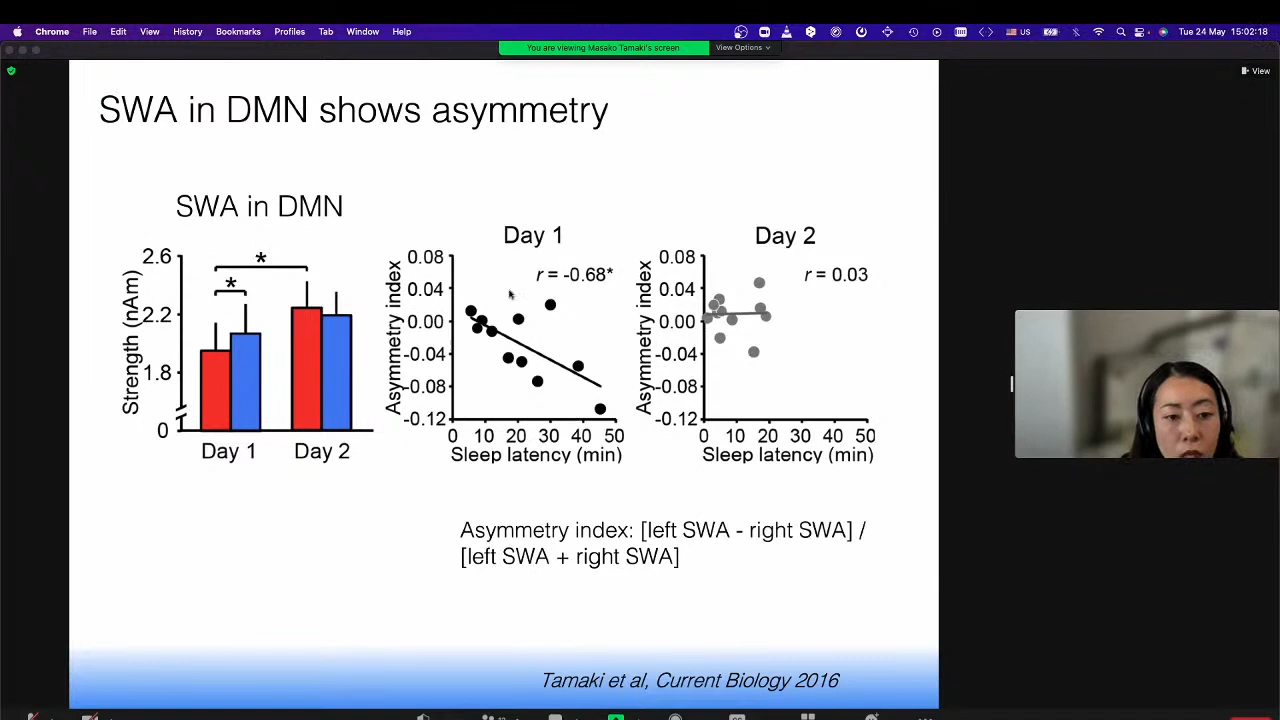 Chrome File Edit View History Bookmarks Profiles Tab Window Help US Tue 24 May 15:02:18
You are viewing Masako Tamaki's screen View Options
View
SWA in DMN shows asymmetry
SWA in DMN
Strength (nAm)
2.6
2.2
1.8
0
*
*
Day 1 Day 2
Day 1
r = -0.68*
Asymmetry index
0.08
0.04
0.00
-0.04
-0.08
-0.12
0 10 20 30 40 50
Sleep latency (min)
Day 2
r = 0.03
Asymmetry index
0.08
0.04
0.00
-0.04
-0.08
-0.12
0 10 20 30 40 50
Sleep latency (min)
Asymmetry index: [left SWA - right SWA] /
[left SWA + right SWA]
Tamaki et al, Current Biology 2016